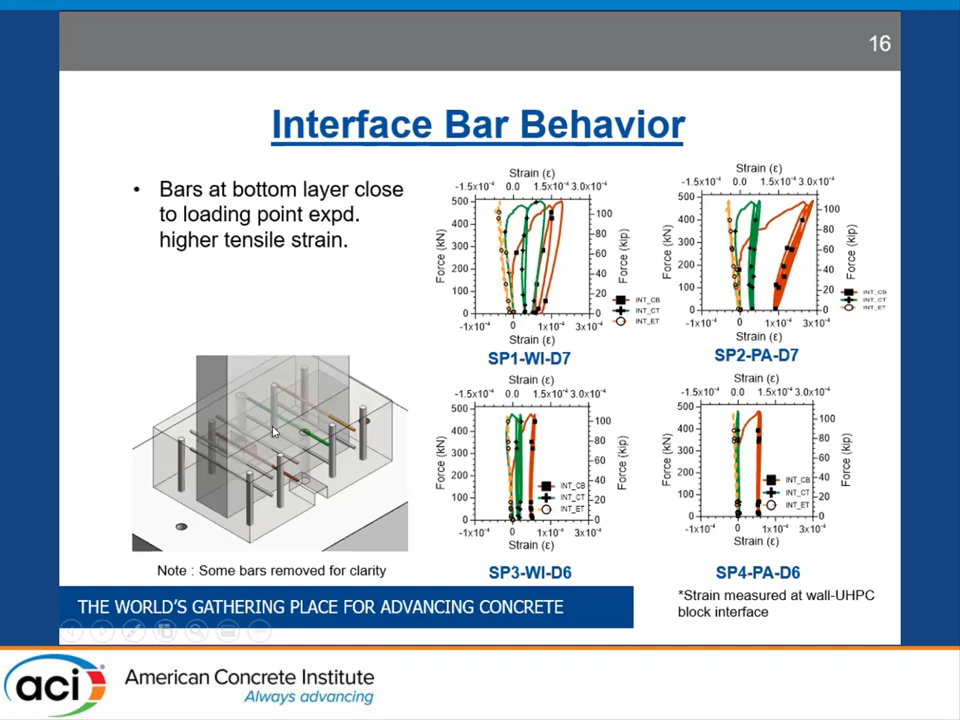 16
Interface Bar Behavior
• Bars at bottom layer close
to loading point expd.
higher tensile strain.
Strain (ε)
-1.5x10⁻⁴ 0.0 1.5x10⁻⁴ 3.0x10⁻⁴
500
400
300
200
100
0
Force (kN)
100
80
60
40
20
0
Force (kip)
INT_CB
INT_CT
INT_ET
-1x10⁻⁴ 0 1x10⁻⁴ 3x10⁻⁴
Strain (ε)
SP1-WI-D7
Strain (ε)
-1.5x10⁻⁴ 0.0 1.5x10⁻⁴ 3.0x10⁻⁴
500
400
300
200
100
0
Force (kN)
100
80
60
40
20
0
Force (kip)
INT_CB
INT_CT
INT_ET
-1x10⁻⁴ 0 1x10⁻⁴ 3x10⁻⁴
Strain (ε)
SP2-PA-D7
Strain (ε)
-1.5x10⁻⁴ 0.0 1.5x10⁻⁴ 3.0x10⁻⁴
500
400
300
200
100
0
Force (kN)
100
80
60
40
20
0
Force (kip)
INT_CB
INT_CT
INT_ET
-1x10⁻⁴ 0 1x10⁻⁴ 3x10⁻⁴
Strain (ε)
SP3-WI-D6
Strain (ε)
-1.5x10⁻⁴ 0.0 1.5x10⁻⁴ 3.0x10⁻⁴
500
400
300
200
100
0
Force (kN)
100
80
60
40
20
0
Force (kip)
INT_CB
INT_CT
INT_ET
-1x10⁻⁴ 0 1x10⁻⁴ 3x10⁻⁴
Strain (ε)
SP4-PA-D6
Note : Some bars removed for clarity
*Strain measured at wall-UHPC
block interface
THE WORLD'S GATHERING PLACE FOR ADVANCING CONCRETE
aci
American Concrete Institute
Always advancing